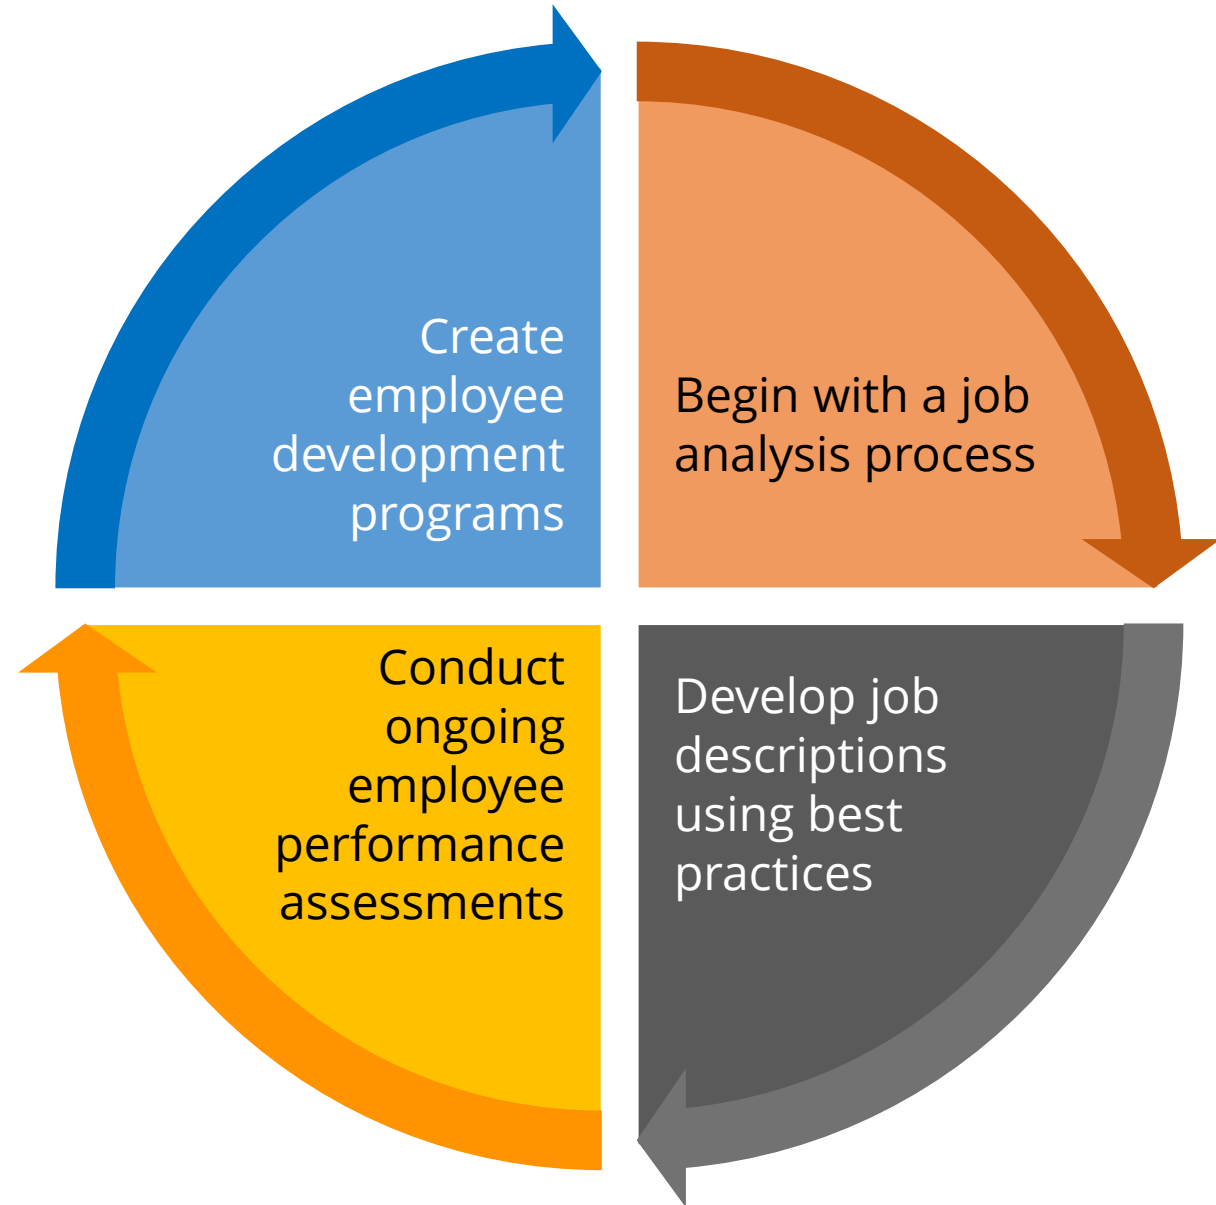 Begin with a job
analysis process
Develop job
descriptions
using best
practices
Conduct
ongoing
employee
performance
assessments
Create
employee
development
programs